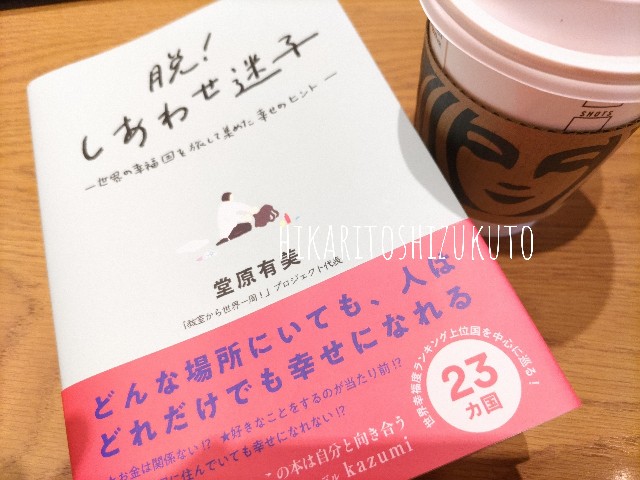 脱!
しあわせ迷子
―世界の幸福国を旅して集めた幸せのヒント―
堂原有美
「教室から世界一周!」プロジェクト代表
HIKARITOSHIZUKUTO
どんな場所にいても、人は
どれだけでも幸せになれる
世界幸福度ランキング上位国を中心に巡る!
23
カ国
お金は関係ない!? ★好きなことをするのが当たり前!?
に住んでいても幸せになれない!?
この本は自分と向き合う
kazumi
SHOTS